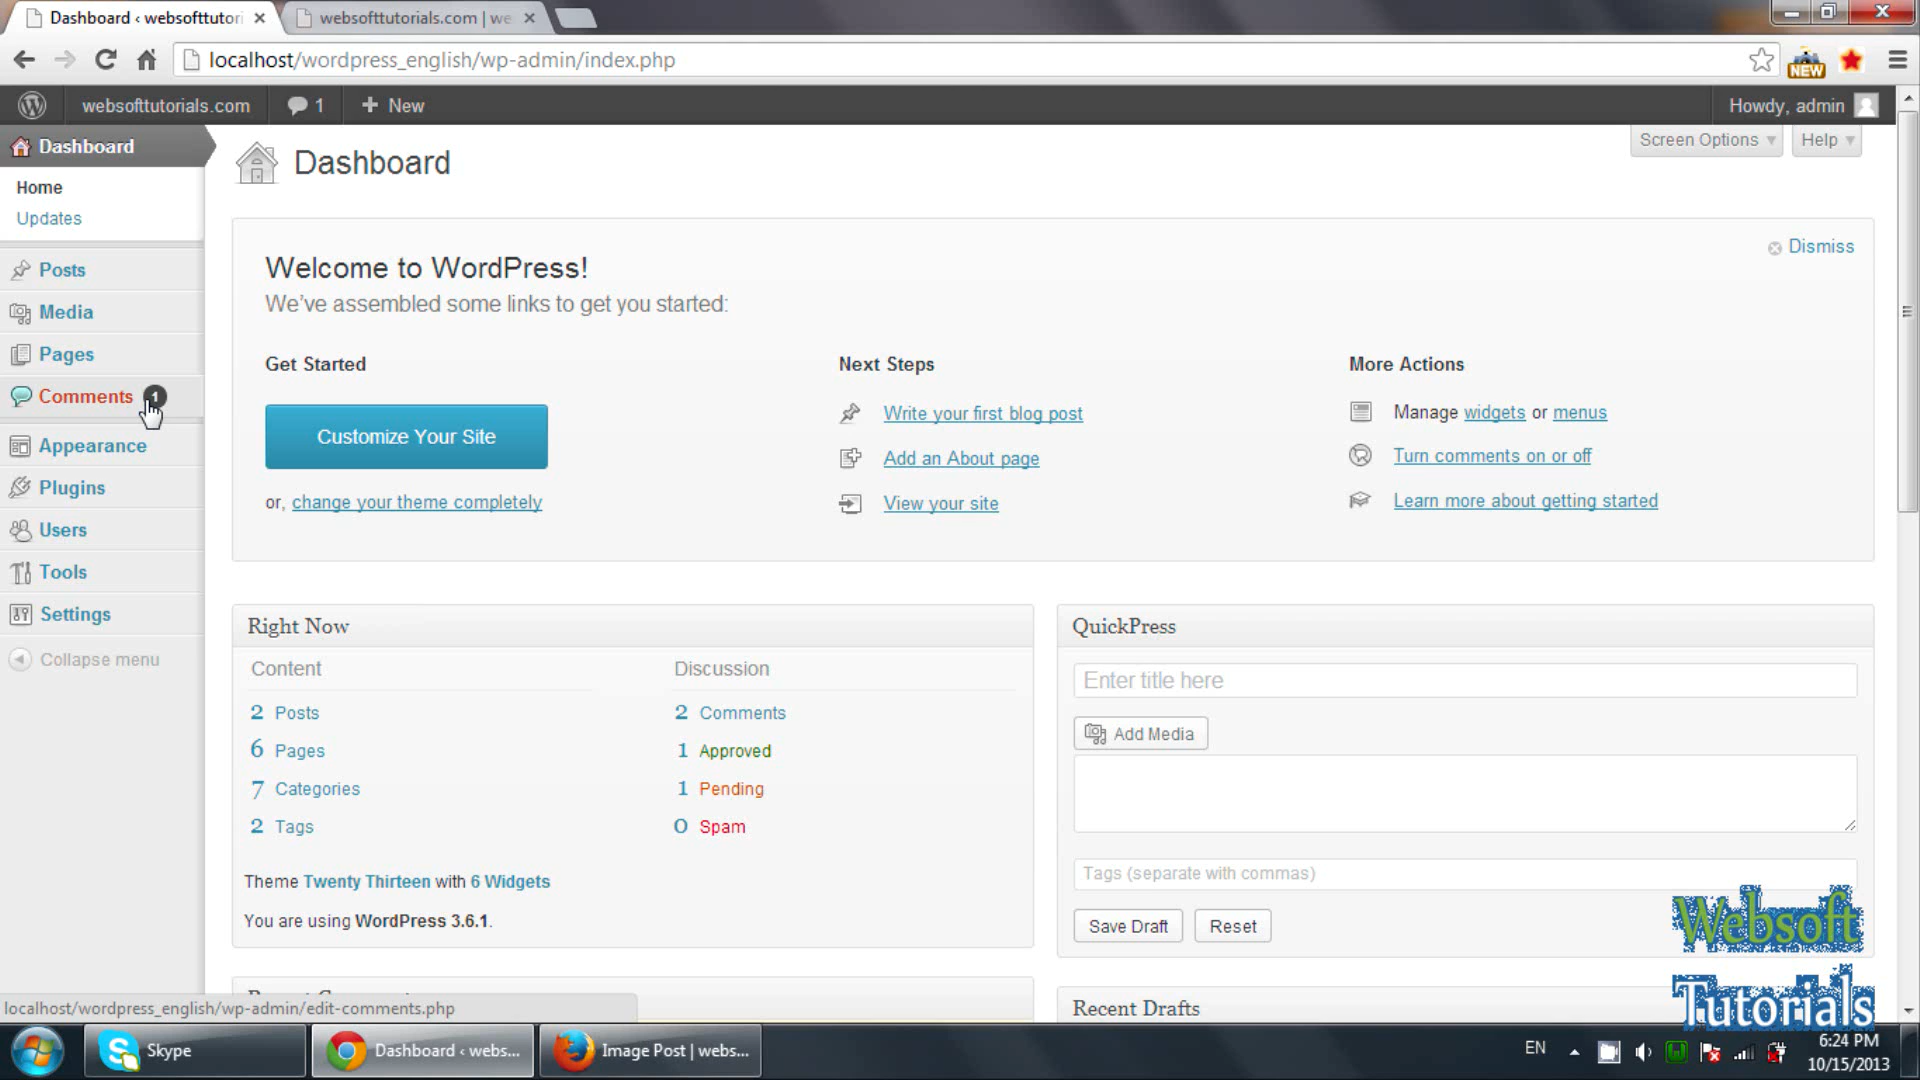 Dashboard ‹ websofttutori
websofttutorials.com | we
localhost/wordpress_english/wp-admin/index.php
NEW
websofttutorials.com 1 + New Howdy, admin
Dashboard
Home
Updates
Posts
Media
Pages
Comments 1
Appearance
Plugins
Users
Tools
Settings
Collapse menu
Dashboard
Screen Options Help
Dismiss
Welcome to WordPress!
We've assembled some links to get you started:
Get Started
Customize Your Site
or, change your theme completely
Next Steps
Write your first blog post
Add an About page
View your site
More Actions
Manage widgets or menus
Turn comments on or off
Learn more about getting started
Right Now
Content
2 Posts
6 Pages
7 Categories
2 Tags
Discussion
2 Comments
1 Approved
1 Pending
0 Spam
Theme Twenty Thirteen with 6 Widgets
You are using WordPress 3.6.1.
QuickPress
Enter title here
Add Media
Tags (separate with commas)
Save Draft Reset
Recent Drafts
Websoft
Tutorials
localhost/wordpress_english/wp-admin/edit-comments.php
Skype
Dashboard ‹ webs...
Image Post | webs...
EN
6:24 PM
10/15/2013